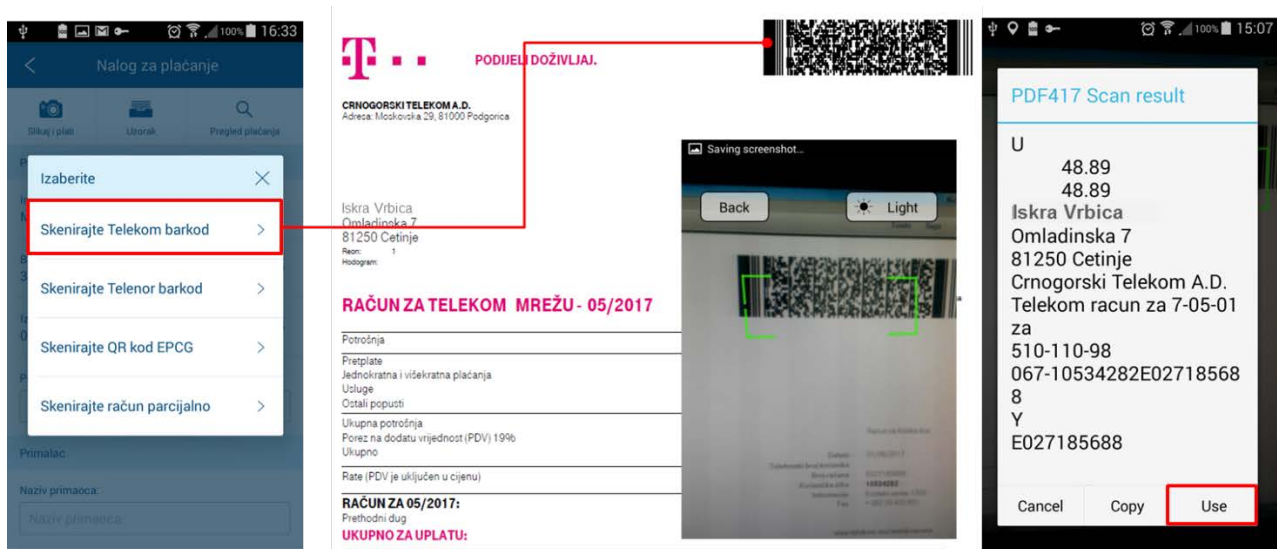 100% 16:33
Nalog za plaćanje
Slikaj i plati
Uzorak
Pregled plaćanja
Izaberite
Skenirajte Telekom barkod
Skenirajte Telenor barkod
Skenirajte QR kod EPCG
Skenirajte račun parcijalno
Primalac
Naziv primaoca:
Naziv primaoca:
T
PODIJELI DOŽIVLJAJ.
CRNOGORSKI TELEKOM A.D.
Adresa: Moskovska 29, 81000 Podgorica
Iskra Vrbica
Omladinska 7
81250 Cetinje
Reon: 1
Hodogram:
RAČUN ZA TELEKOM MREŽU - 05/2017
Potrošnja
Pretplate
Jednokratna i višekratna plaćanja
Usluge
Ostali popusti
Ukupna potrošnja
Porez na dodatu vrijednost (PDV) 19%
Ukupno
Rate (PDV je uključen u cijenu)
RAČUN ZA 05/2017:
Prethodni dug
UKUPNO ZA UPLATU:
Saving screenshot...
Back
Light
100% 15:07
PDF417 Scan result
U
48.89
48.89
Iskra Vrbica
Omladinska 7
81250 Cetinje
Crnogorski Telekom A.D.
Telekom racun za 7-05-01
za
510-110-98
067-10534282E02718568
8
Y
E027185688
Cancel
Copy
Use